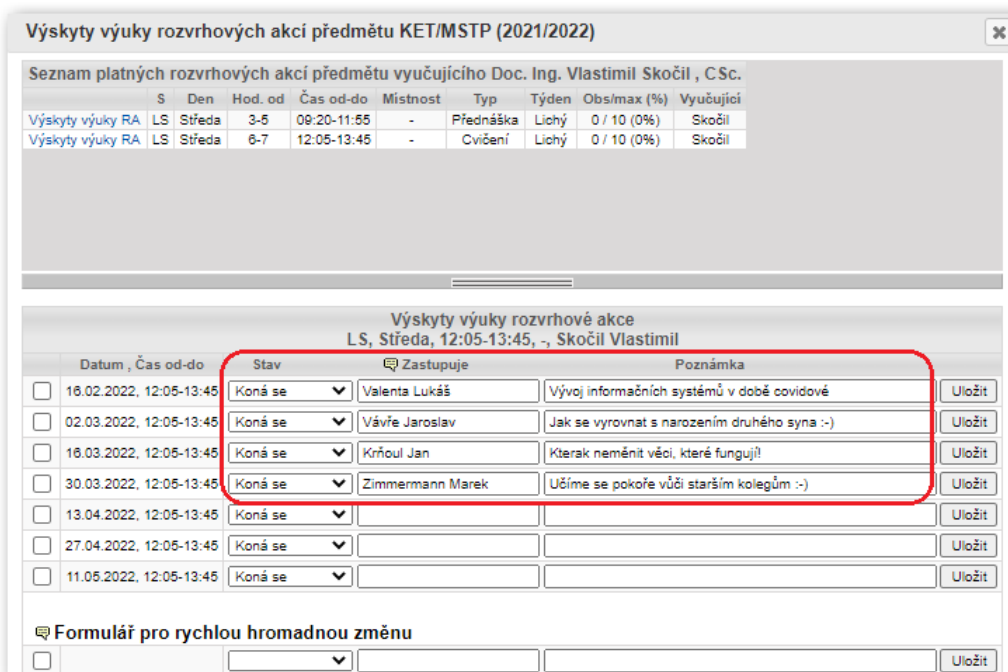 Výskyty výuky rozvrhových akcí předmětu KET/MSTP (2021/2022)
Seznam platných rozvrhových akcí předmětu vyučujícího Doc. Ing. Vlastimil Skočil , CSc.
S Den Hod. od Čas od-do Místnost Typ Týden Obs/max (%) Vyučující
Výskyty výuky RA LS Středa 3-5 09:20-11:55 - Přednáška Lichý 0 / 10 (0%) Skočil
Výskyty výuky RA LS Středa 6-7 12:05-13:45 - Cvičení Lichý 0 / 10 (0%) Skočil
Výskyty výuky rozvrhové akce
LS, Středa, 12:05-13:45, -, Skočil Vlastimil
Datum , Čas od-do Stav Zastupuje Poznámka
16.02.2022, 12:05-13:45 Koná se Valenta Lukáš Vývoj informačních systémů v době covidové Uložit
02.03.2022, 12:05-13:45 Koná se Vávře Jaroslav Jak se vyrovnat s narozením druhého syna :-) Uložit
16.03.2022, 12:05-13:45 Koná se Krňoul Jan Kterak neměnit věci, které fungují! Uložit
30.03.2022, 12:05-13:45 Koná se Zimmermann Marek Učíme se pokoře vůči starším kolegům :-) Uložit
13.04.2022, 12:05-13:45 Koná se Uložit
27.04.2022, 12:05-13:45 Koná se Uložit
11.05.2022, 12:05-13:45 Koná se Uložit
Formulář pro rychlou hromadnou změnu
Uložit